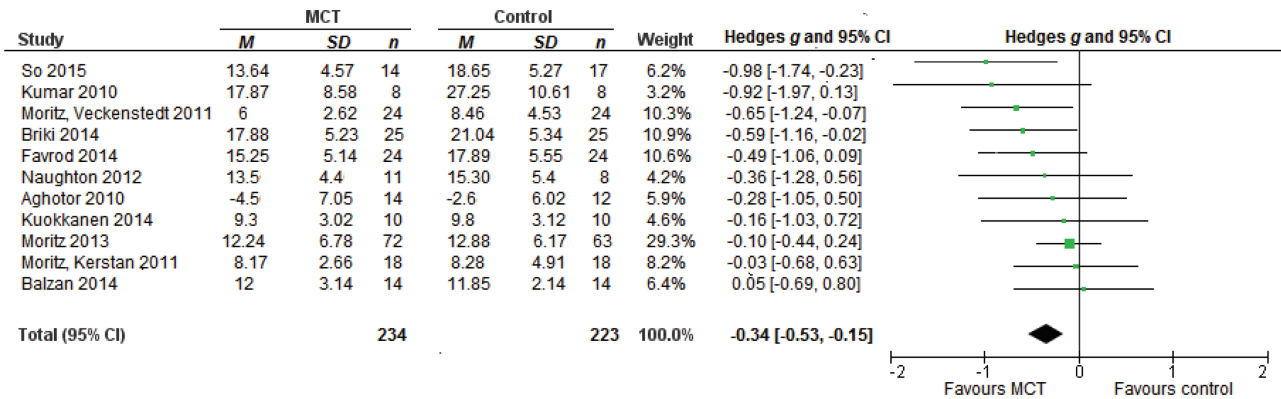 MCT Control
Study M SD n M SD n Weight Hedges g and 95% CI Hedges g and 95% CI
So 2015 13.64 4.57 14 18.65 5.27 17 6.2% -0.98 [-1.74, -0.23]
Kumar 2010 17.87 8.58 8 27.25 10.61 8 3.2% -0.92 [-1.97, 0.13]
Moritz, Veckenstedt 2011 6 2.62 24 8.46 4.53 24 10.3% -0.65 [-1.24, -0.07]
Briki 2014 17.88 5.23 25 21.04 5.34 25 10.9% -0.59 [-1.16, -0.02]
Favrod 2014 15.25 5.14 24 17.89 5.55 24 10.6% -0.49 [-1.06, 0.09]
Naughton 2012 13.5 4.4 11 15.30 5.4 8 4.2% -0.36 [-1.28, 0.56]
Aghotor 2010 -4.5 7.05 14 -2.6 6.02 12 5.9% -0.28 [-1.05, 0.50]
Kuokkanen 2014 9.3 3.02 10 9.8 3.12 10 4.6% -0.16 [-1.03, 0.72]
Moritz 2013 12.24 6.78 72 12.88 6.17 63 29.3% -0.10 [-0.44, 0.24]
Moritz, Kerstan 2011 8.17 2.66 18 8.28 4.91 18 8.2% -0.03 [-0.68, 0.63]
Balzan 2014 12 3.14 14 11.85 2.14 14 6.4% 0.05 [-0.69, 0.80]
Total (95% CI) 234 223 100.0% -0.34 [-0.53, -0.15]
-2 -1 0 1 2
Favours MCT Favours control